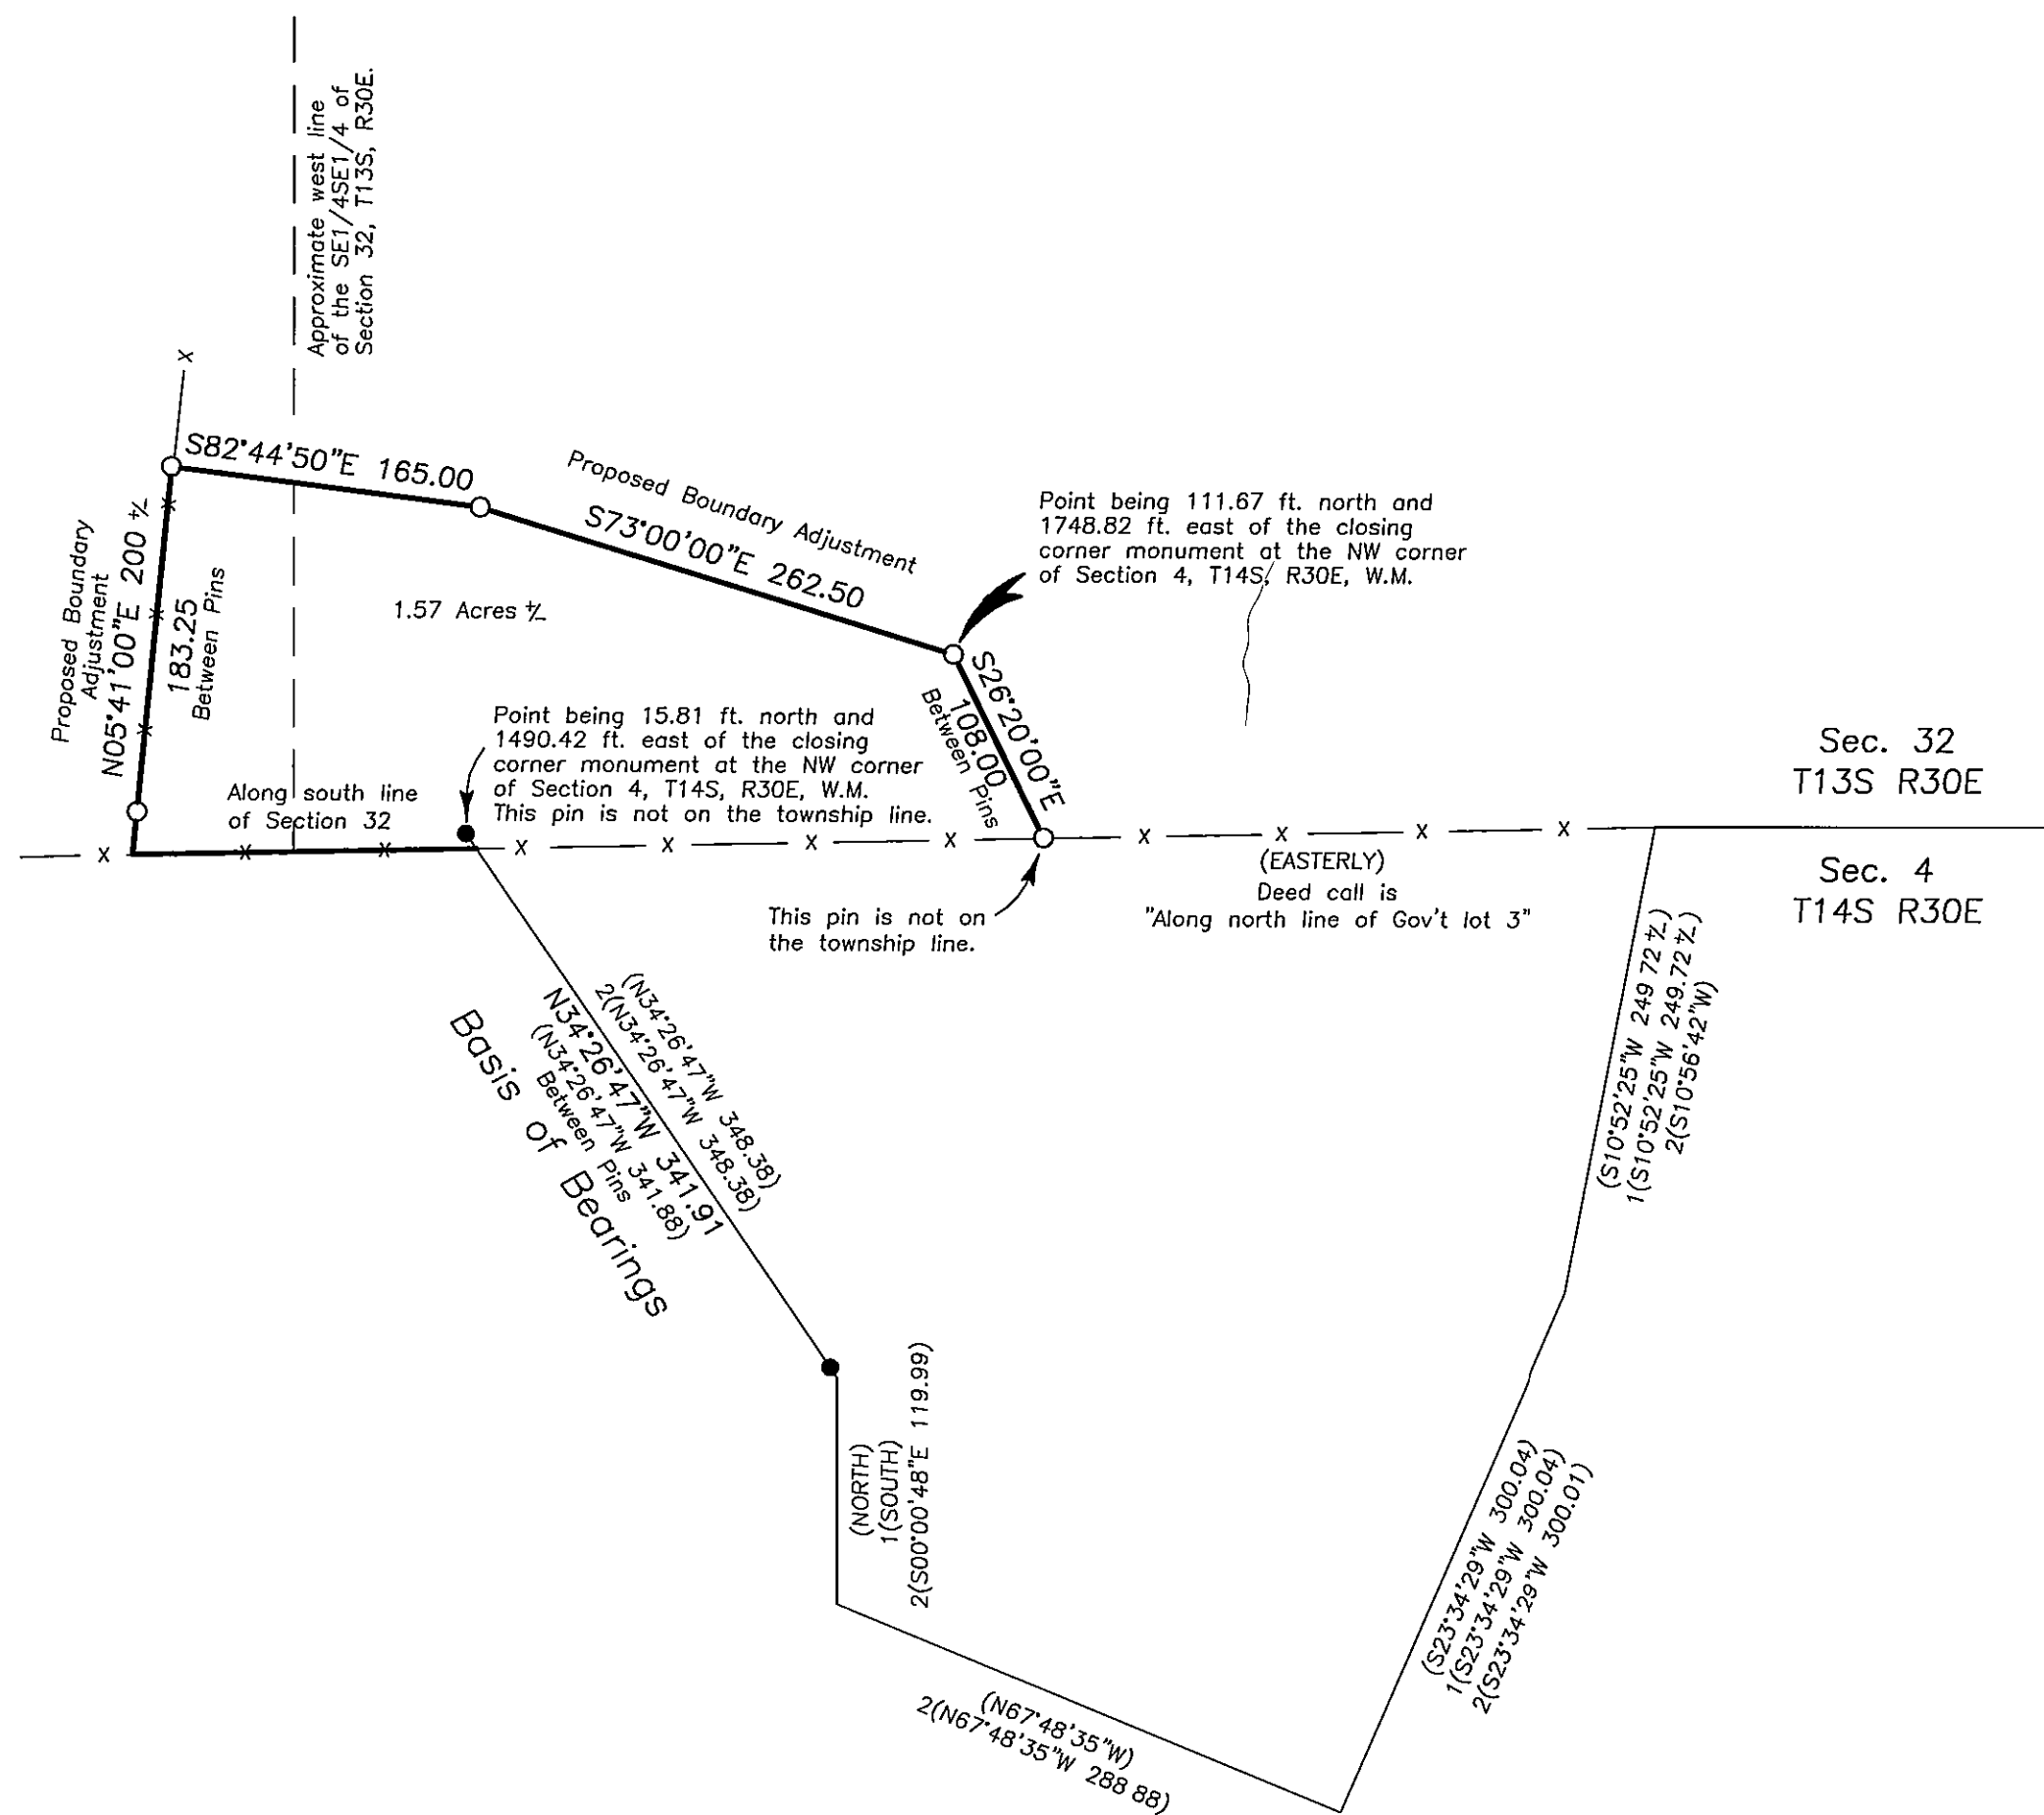 Approximate west line
of the SE1/4SE1/4 of
Section 32, T13S, R30E.
S82°44'50"E 165.00
Proposed Boundary Adjustment
S73°00'00"E 262.50
Point being 111.67 ft. north and
1748.82 ft. east of the closing
corner monument at the NW corner
of Section 4, T14S, R30E, W.M.
Proposed Boundary
Adjustment
N05°41'00"E 200 +/-
183.25
Between Pins
1.57 Acres +/-
S26°20'00"E
108.00
Between Pins
Point being 15.81 ft. north and
1490.42 ft. east of the closing
corner monument at the NW corner
of Section 4, T14S, R30E, W.M.
This pin is not on the township line.
Along south line
of Section 32
Sec. 32
T13S R30E
Sec. 4
T14S R30E
(EASTERLY)
Deed call is
"Along north line of Gov't lot 3"
This pin is not on
the township line.
(N34°26'47"W 348.38)
2(N34°26'47"W 348.38)
N34°26'47"W 341.91
(N34°26'47"W 341.88)
Between Pins
Basis of Bearings
(S10°52'25"W 249 72 +/-)
1(S10°52'25"W 249.72 +/-)
2(S10°56'42"W)
(NORTH)
1(SOUTH)
2(S00°00'48"E 119.99)
(S23°34'29"W 300.04)
1(S23°34'29"W 300.04)
2(S23°34'29"W 300.01)
(N67°48'35"W)
2(N67°48'35"W 288 88)